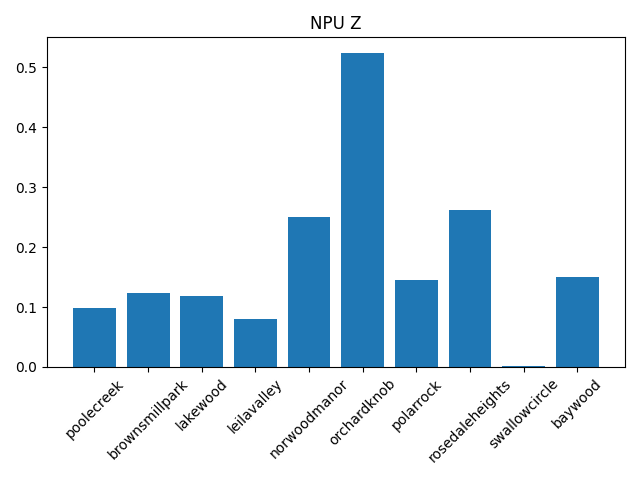 NPU Z
0.5
0.4
0.3
0.2
0.1
0.0
poolecreek
brownsmillpark
lakewood
leilavalley
norwoodmanor
orchardknob
polarrock
rosedaleheights
swallowcircle
baywood